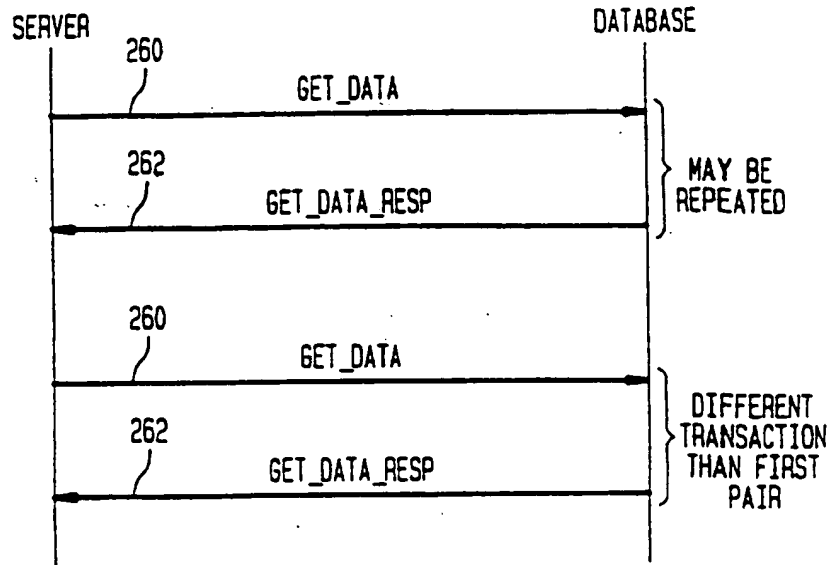 SERVER
DATABASE
260
GET_DATA
262
MAY BE
REPEATED
GET_DATA_RESP
260
GET_DATA
DIFFERENT
TRANSACTION
THAN FIRST
PAIR
262
GET_DATA_RESP